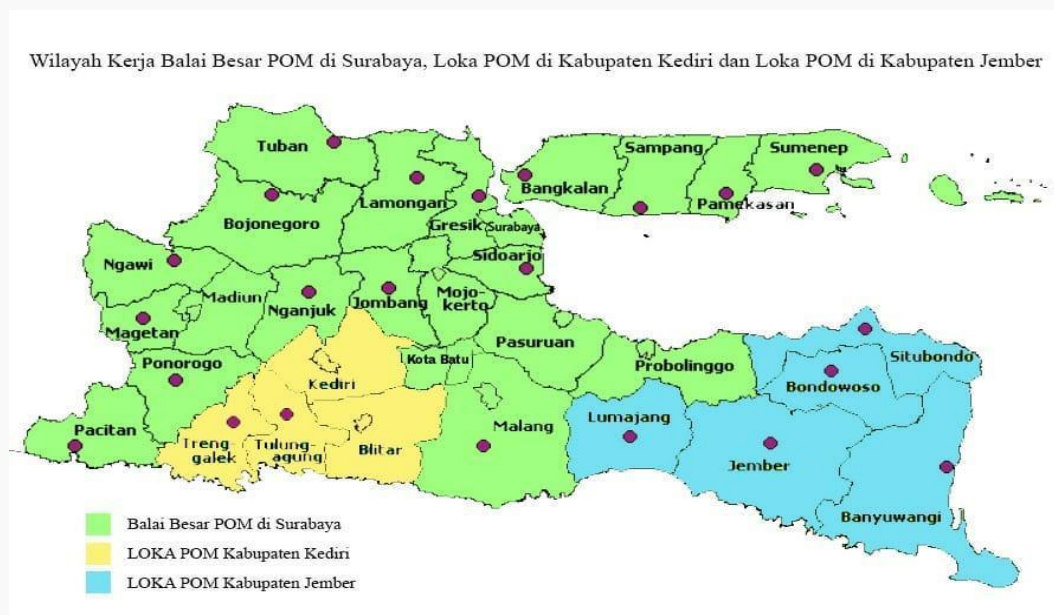 Wilayah Kerja Balai Besar POM di Surabaya, Loka POM di Kabupaten Kediri dan Loka POM di Kabupaten Jember
Tuban
Sampang
Sumenep
Bangkalan
Lamongan
Pamekasan
Bojonegoro
Gresik
Surabaya
Sidoarjo
Ngawi
Madiun
Mojo-
kerto
Nganjuk
Jombang
Magetan
Pasuruan
Ponorogo
Kota Batu
Probolinggo
Situbondo
Kediri
Bondowoso
Lumajang
Malang
Pacitan
Treng-
galek
Tulung-
agung
Blitar
Jember
Banyuwangi
Balai Besar POM di Surabaya
LOKA POM Kabupaten Kediri
LOKA POM Kabupaten Jember